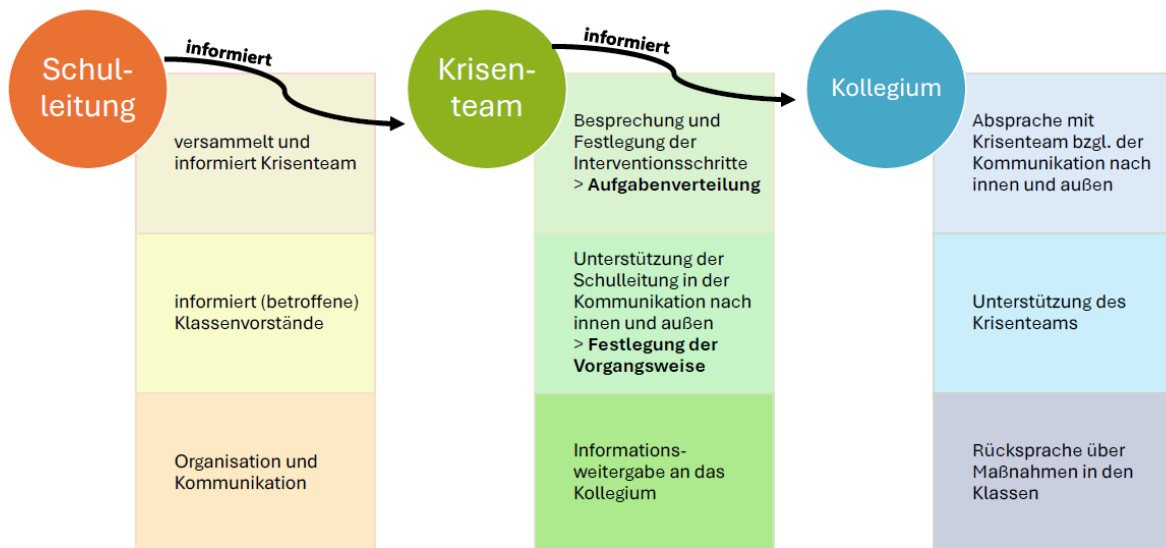 Schul-
leitung
informiert
versammelt und
informiert Krisenteam
informiert (betroffene)
Klassenvorstände
Organisation und
Kommunikation
Krisen-
team
informiert
Besprechung und
Festlegung der
Interventionsschritte
> Aufgabenverteilung
Unterstützung der
Schulleitung in der
Kommunikation nach
innen und außen
> Festlegung der
Vorgangsweise
Informations-
weitergabe an das
Kollegium
Kollegium
Absprache mit
Krisenteam bzgl. der
Kommunikation nach
innen und außen
Unterstützung des
Krisenteams
Rücksprache über
Maßnahmen in den
Klassen